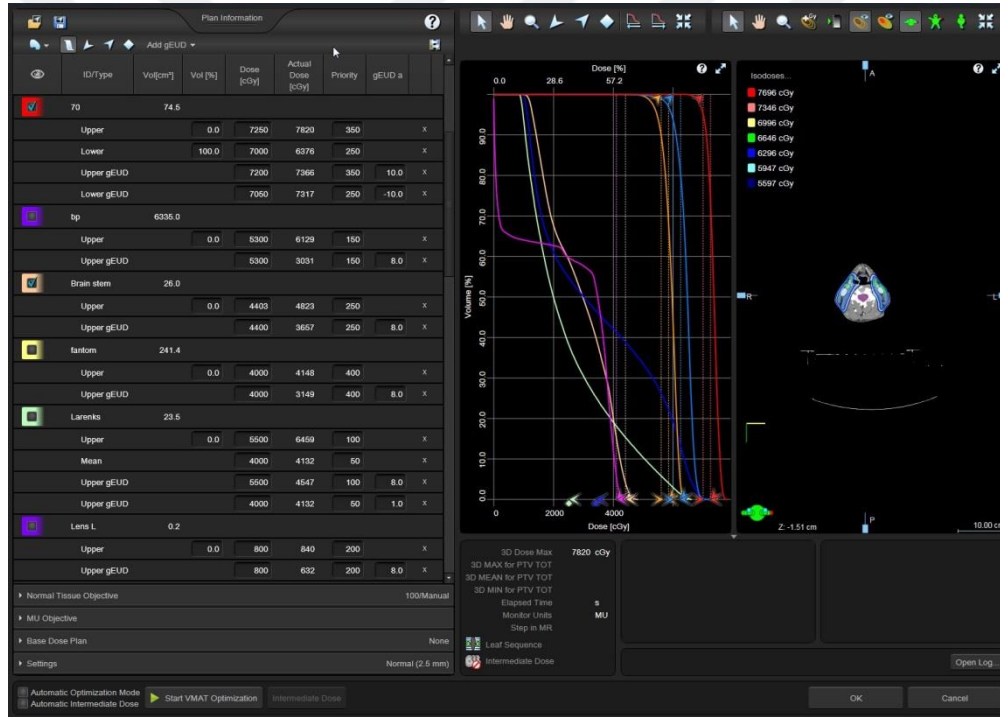 Plan Information
?
Add gEUD
ID/Type Vol[cm³] Vol [%] Dose [cGy] Actual Dose [cGy] Priority gEUD a
70 74.5
Upper 0.0 7250 7820 350 X
Lower 100.0 7000 6376 250 X
Upper gEUD 7200 7366 350 10.0 X
Lower gEUD 7050 7317 250 -10.0 X
bp 6335.0
Upper 0.0 5300 6129 150 X
Upper gEUD 5300 3031 150 8.0 X
Brain stem 26.0
Upper 0.0 4403 4823 250 X
Upper gEUD 4400 3657 250 8.0 X
fantom 241.4
Upper 0.0 4000 4148 400 X
Upper gEUD 4000 3149 400 8.0 X
Larenks 23.5
Upper 0.0 5500 6459 100 X
Mean 4000 4132 50 X
Upper gEUD 5500 4547 100 8.0 X
Upper gEUD 4000 4132 50 1.0 X
Lens L 0.2
Upper 0.0 800 840 200 X
Upper gEUD 800 632 200 8.0 X
Normal Tissue Objective 100/Manual
MU Objective
Base Dose Plan None
Settings Normal (2.5 mm)
Automatic Optimization Mode
Automatic Intermediate Dose
Start VMAT Optimization
Intermediate Dose
Dose [%]
?
0.0 28.6 57.2
Volume [%]
90.0
80.0
70.0
60.0
50.0
40.0
30.0
20.0
10.0
0.0
0 2000 4000
Dose [cGy]
Isodoses...
7696 cGy
7346 cGy
6996 cGy
6646 cGy
6296 cGy
5947 cGy
5597 cGy
A
?
R
L
P
Z: -1.51 cm
10.00 cm
3D Dose Max 7820 cGy
3D MAX for PTV TOT
3D MEAN for PTV TOT
3D MIN for PTV TOT
Elapsed Time s
Monitor Units MU
Step in MR
Leaf Sequence
Intermediate Dose
Open Log...
OK
Cancel